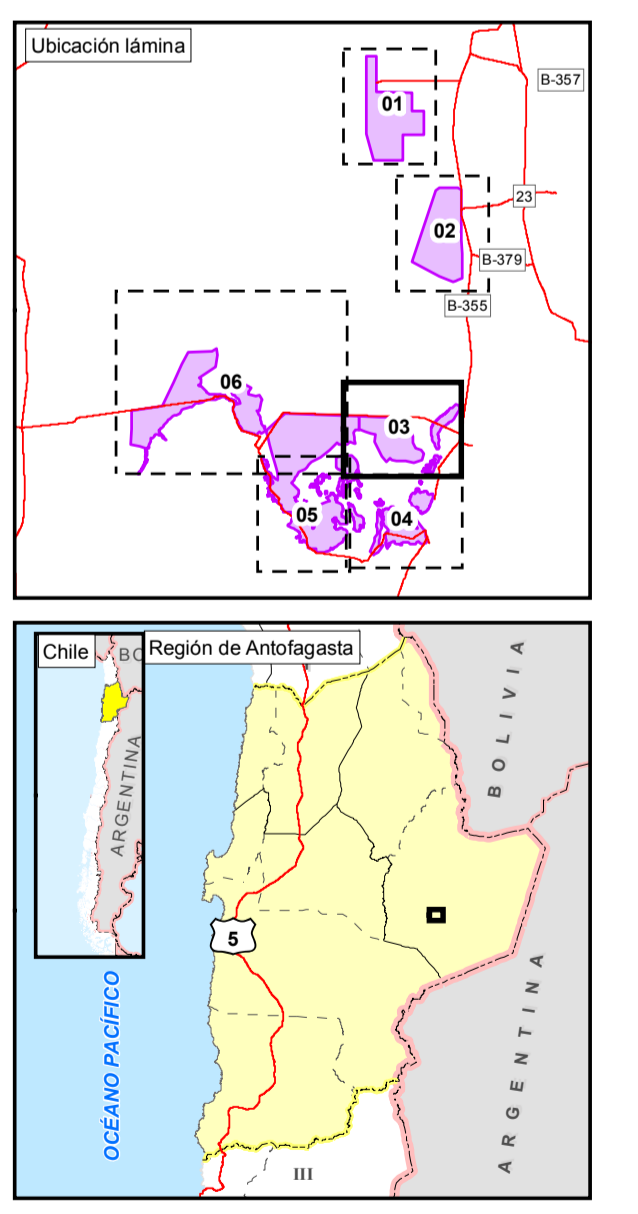 Ubicación lámina
B-357
01
23
02
B-379
B-355
06
03
05
04
Chile
BO
Región de Antofagasta
BOLIVIA
ARGENTINA
5
OCÉANO PACÍFICO
ARGENTINA
III